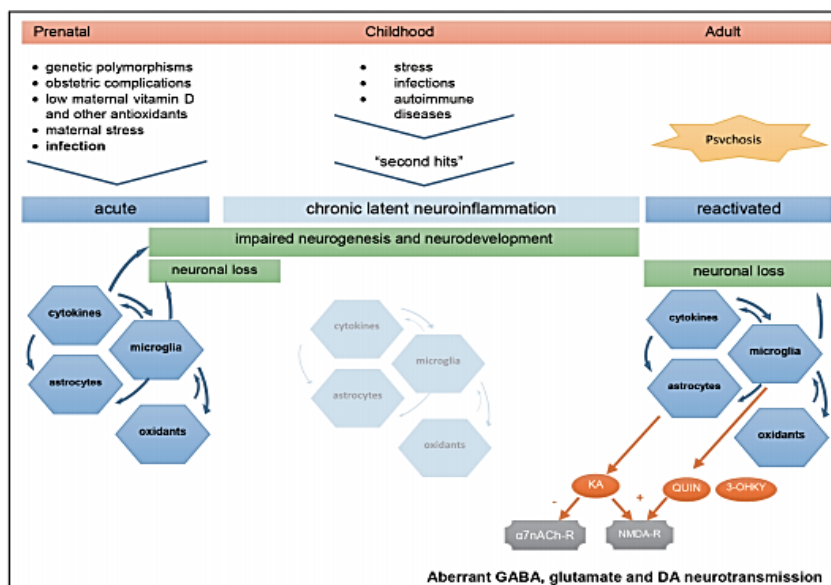 Prenatal
Childhood
Adult
• genetic polymorphisms
• obstetric complications
• low maternal vitamin D
and other antioxidants
• maternal stress
• infection
• stress
• infections
• autoimmune
diseases
Psychosis
"second hits"
acute
chronic latent neuroinflammation
reactivated
impaired neurogenesis and neurodevelopment
neuronal loss
neuronal loss
cytokines
microglia
astrocytes
oxidants
cytokines
microglia
astrocytes
oxidants
cytokines
microglia
astrocytes
oxidants
KA
QUIN
3-OHKY
-
+
α7nACh-R
NMDA-R
Aberrant GABA, glutamate and DA neurotransmission